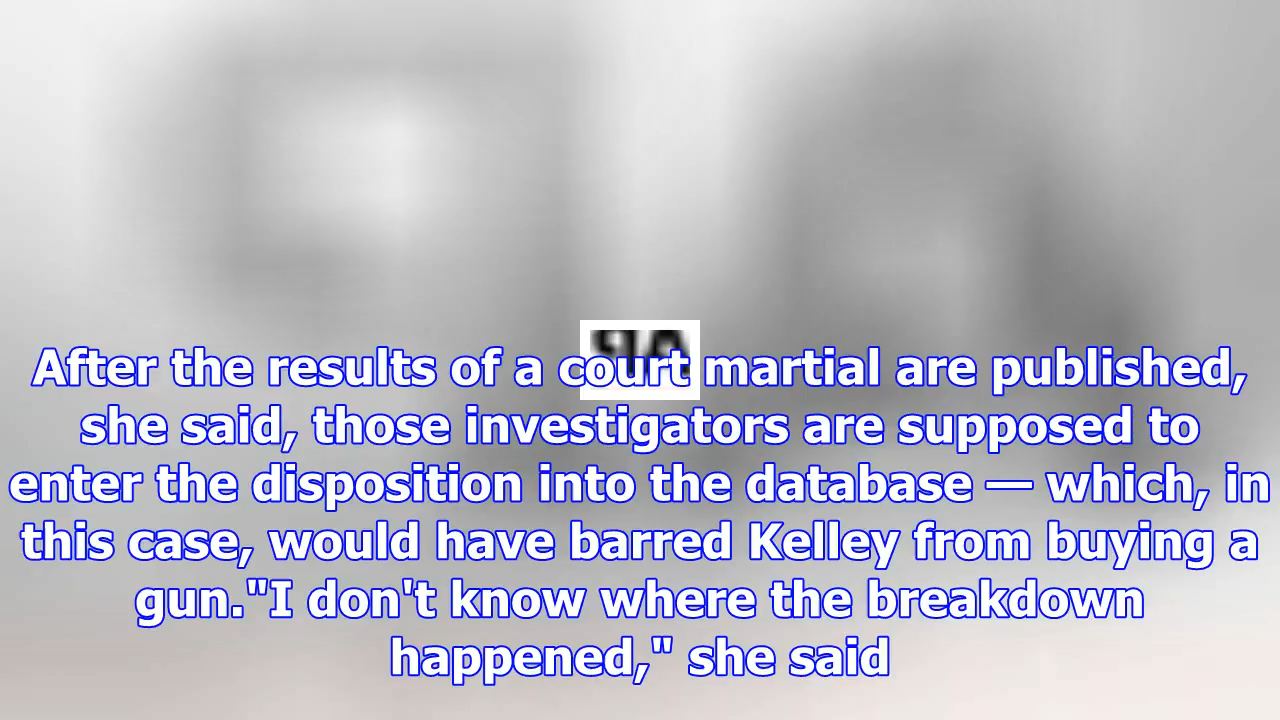 After the results of a court martial are published,
she said, those investigators are supposed to
enter the disposition into the database — which, in
this case, would have barred Kelley from buying a
gun."I don't know where the breakdown
happened," she said